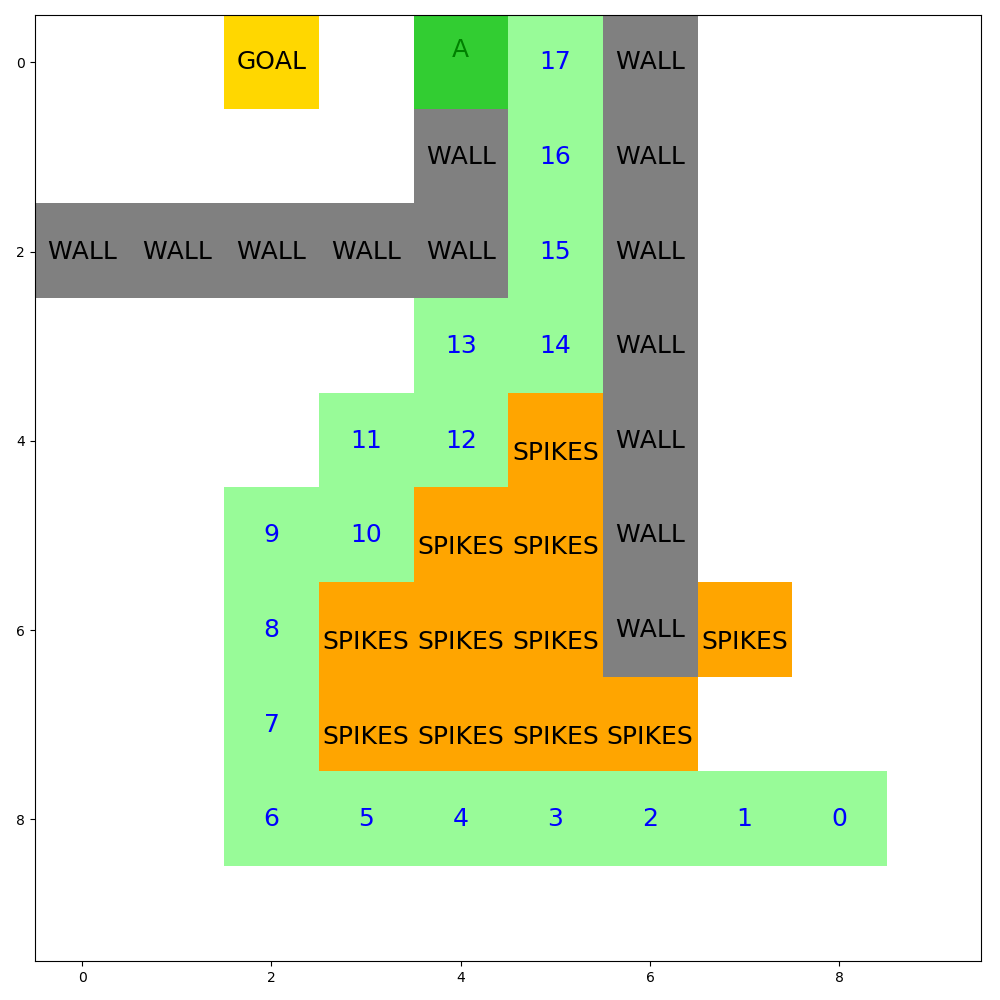 0 GOAL A 17 WALL
WALL 16 WALL
2 WALL WALL WALL WALL WALL 15 WALL
13 14 WALL
4 11 12 SPIKES WALL
9 10 SPIKES SPIKES WALL
6 8 SPIKES SPIKES SPIKES WALL SPIKES
7 SPIKES SPIKES SPIKES SPIKES
8 6 5 4 3 2 1 0
0 2 4 6 8